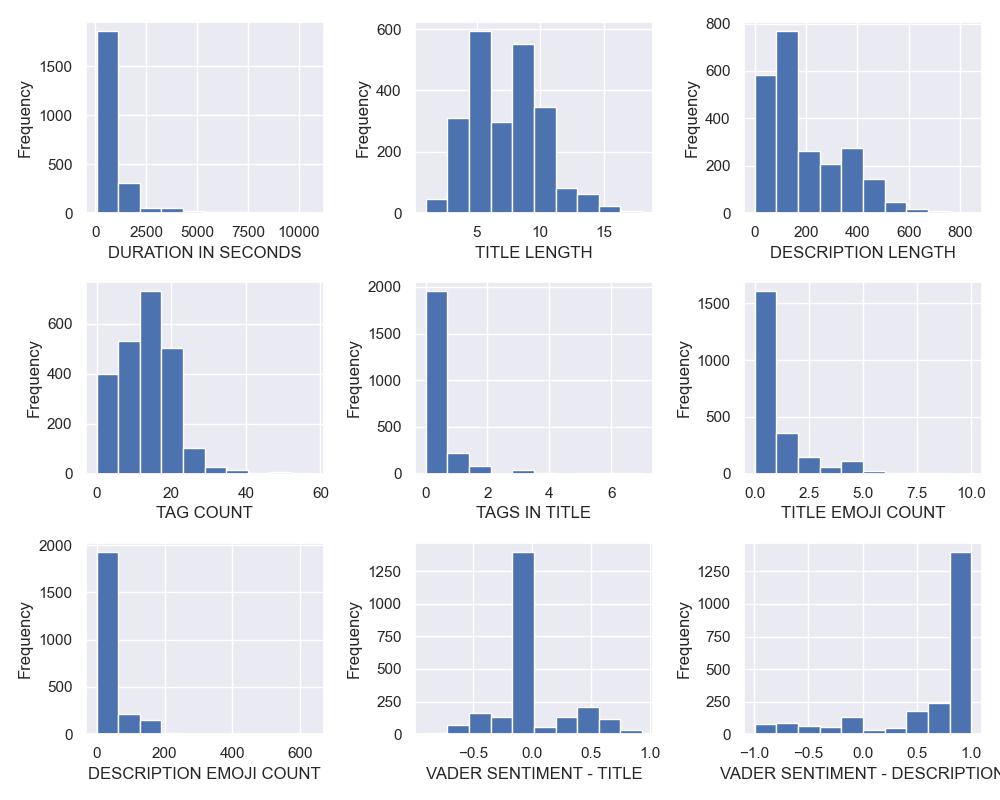 Frequency
1500
1000
500
0
0 2500 5000 7500 10000
DURATION IN SECONDS
Frequency
600
400
200
0
5 10 15
TITLE LENGTH
Frequency
800
600
400
200
0
0 200 400 600 800
DESCRIPTION LENGTH
Frequency
600
400
200
0
0 20 40 60
TAG COUNT
Frequency
2000
1500
1000
500
0
0 2 4 6
TAGS IN TITLE
Frequency
1500
1000
500
0
0.0 2.5 5.0 7.5 10.0
TITLE EMOJI COUNT
Frequency
2000
1500
1000
500
0
0 200 400 600
DESCRIPTION EMOJI COUNT
Frequency
1250
1000
750
500
250
0
−0.5 0.0 0.5 1.0
VADER SENTIMENT - TITLE
Frequency
1250
1000
750
500
250
0
−1.0 −0.5 0.0 0.5 1.0
VADER SENTIMENT - DESCRIPTION